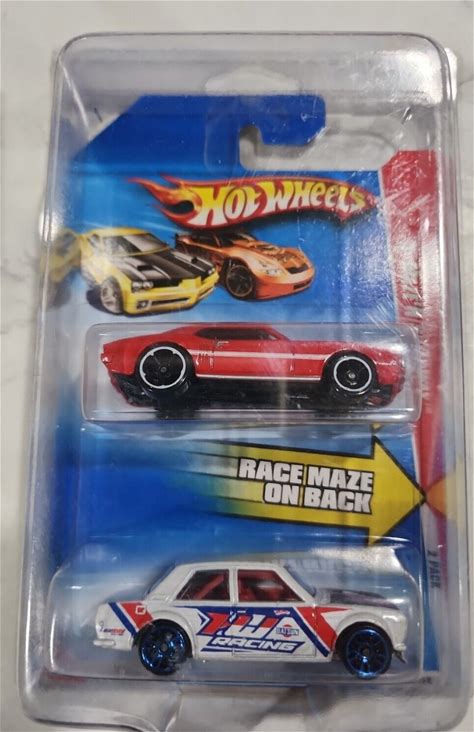 HOT WHEELS
RACE MAZE
ON BACK
2 PACK
HW
RACING
DATSUN